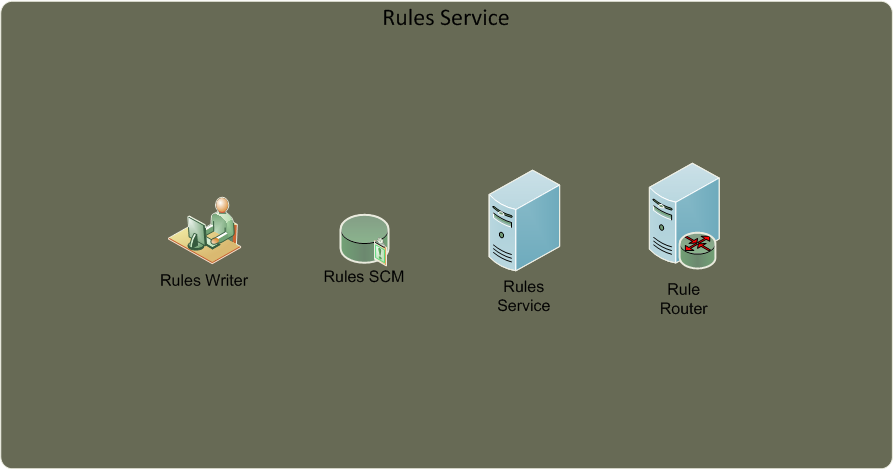 Rules Service
Rules Writer
Rules SCM
Rules
Service
Rule
Router